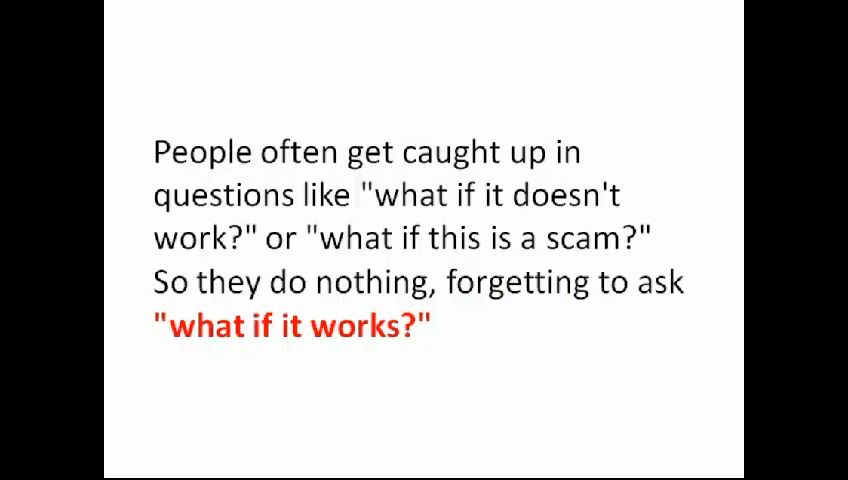 People often get caught up in
questions like "what if it doesn't
work?" or "what if this is a scam?"
So they do nothing, forgetting to ask
"what if it works?"